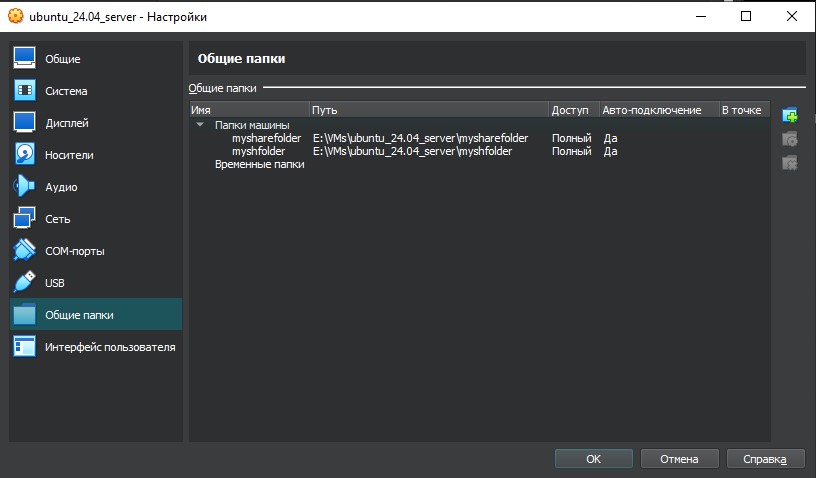 ubuntu_24.04_server - Настройки
Общие
Система
Дисплей
Носители
Аудио
Сеть
COM-порты
USB
Общие папки
Интерфейс пользователя
Общие папки
Общие папки
Имя Путь Доступ Авто-подключение В точке
Папки машины
mysharefolder E:\VMs\ubuntu_24.04_server\mysharefolder Полный Да
myshfolder E:\VMs\ubuntu_24.04_server\myshfolder Полный Да
Временные папки
OK Отмена Справка